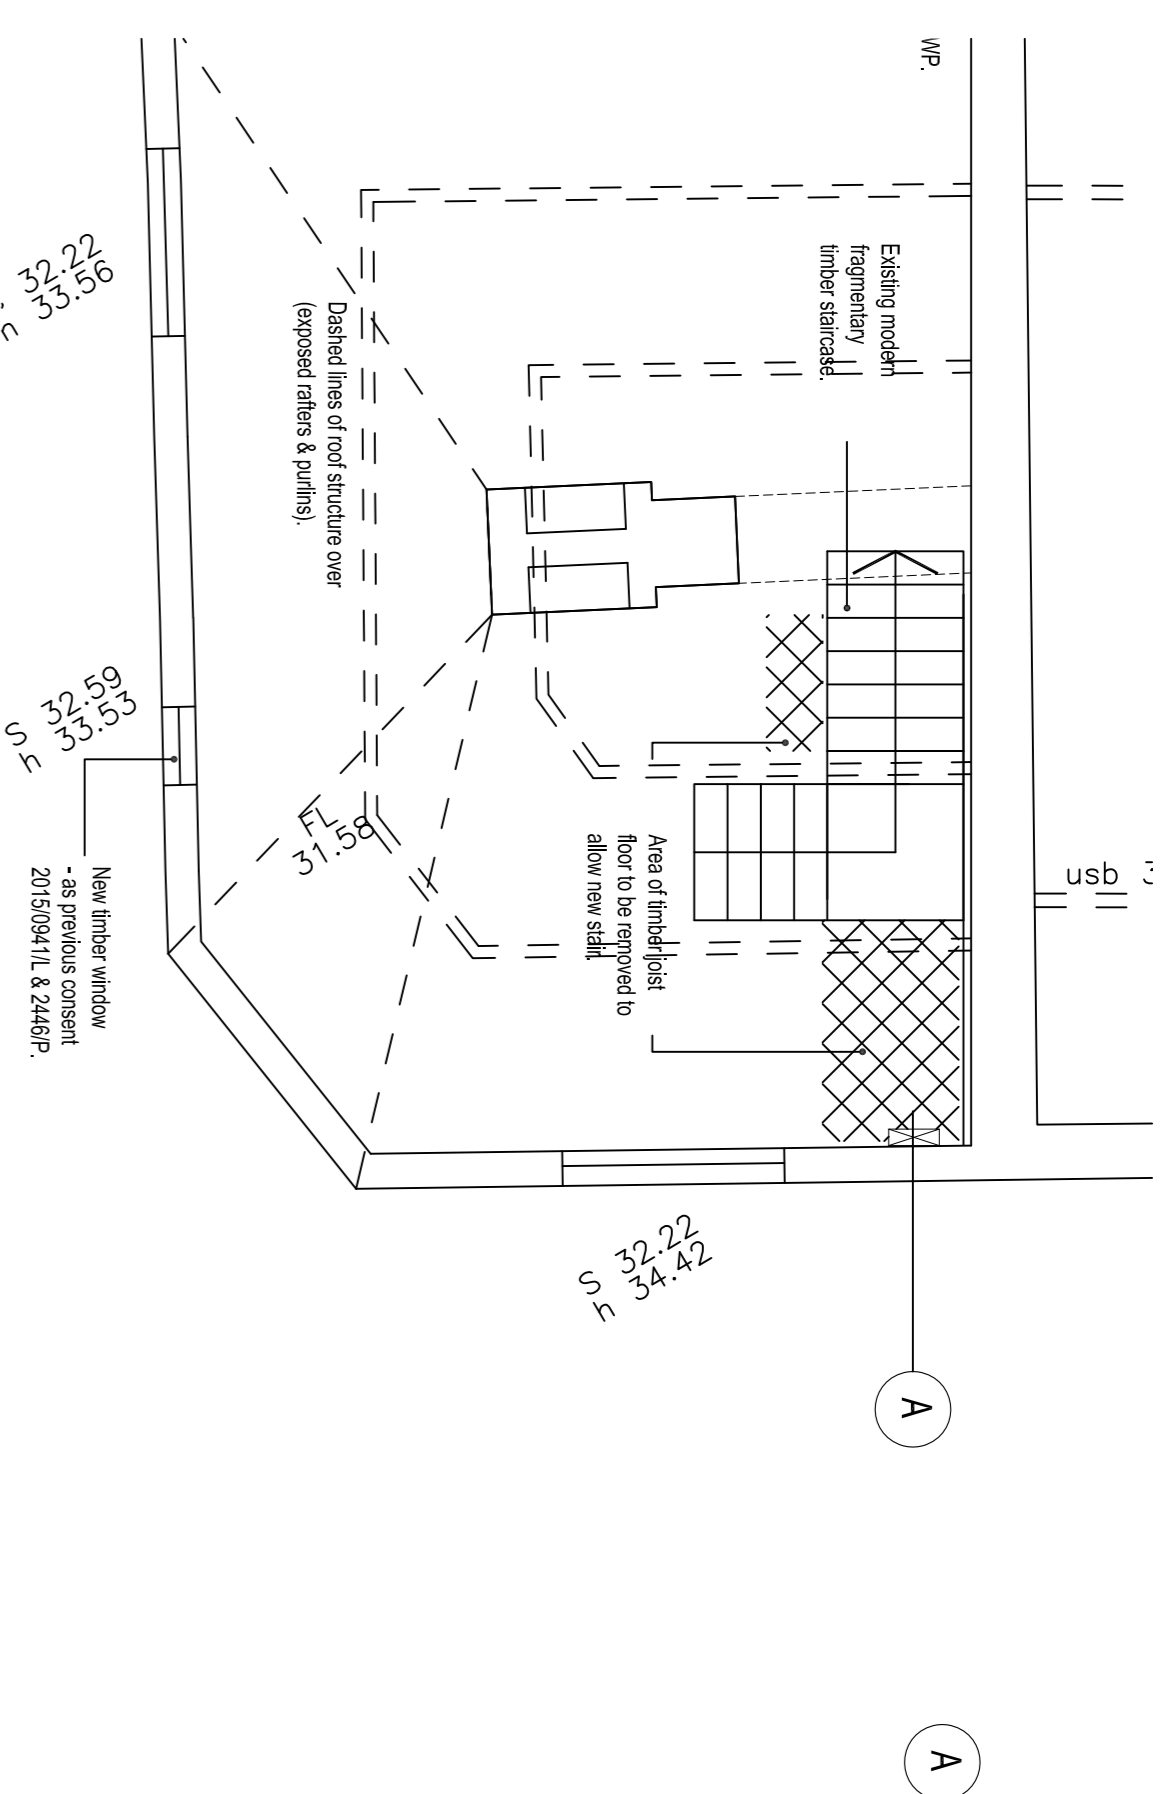 WP.
Existing modern
fragmentary
timber staircase.
Dashed lines of roof structure over
(exposed rafters & purlins).
32.22
n 33.56
S 32.59
h 33.53
FL
31.58
Area of timber joist
floor to be removed to
allow new stair.
usb
New timber window
- as previous consent
2015/0941/L & 2446/P.
S 32.22
h 34.42
A
A